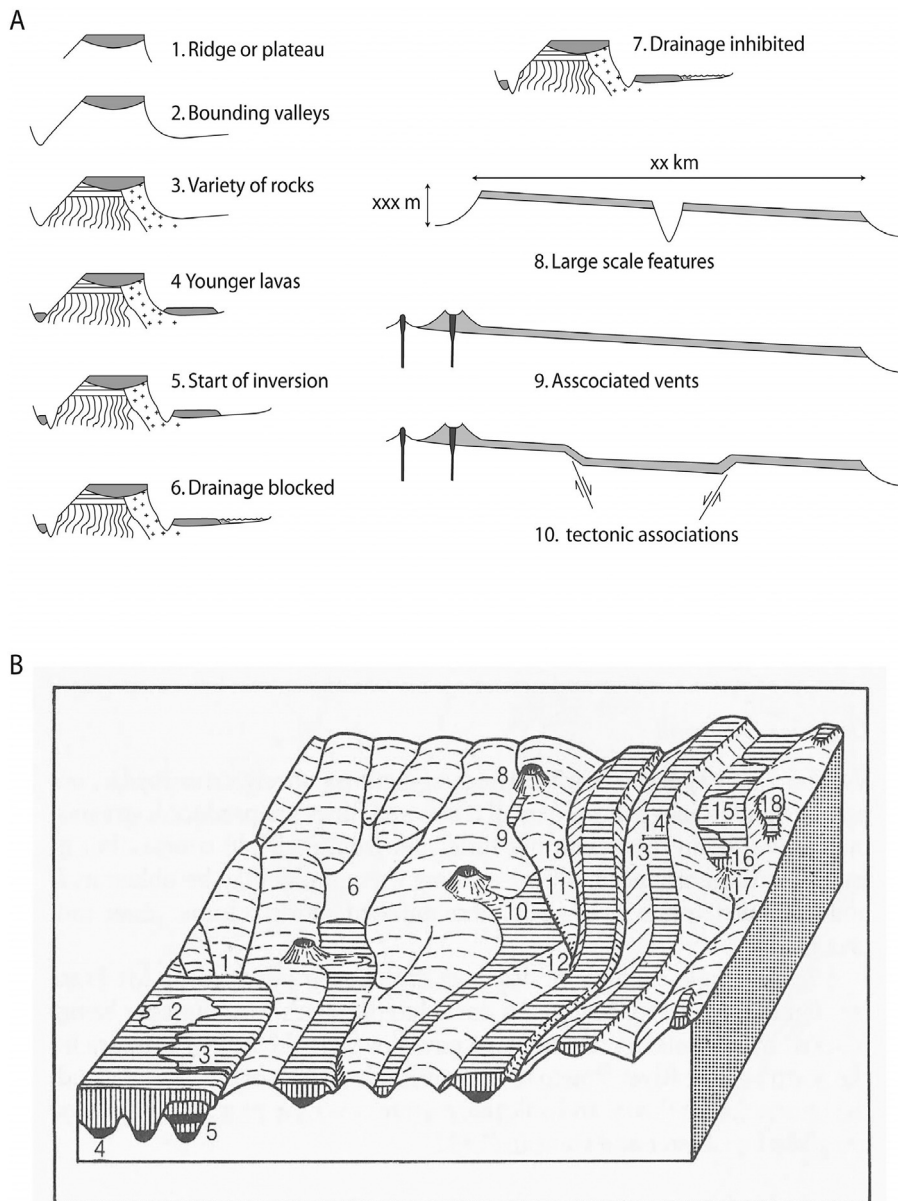 A
1. Ridge or plateau
2. Bounding valleys
3. Variety of rocks
4 Younger lavas
5. Start of inversion
6. Drainage blocked
7. Drainage inhibited
xx km
xxx m
8. Large scale features
9. Asscociated vents
10. tectonic associations
B
8
9
13
14
15
18
6
10
11
13
16
17
1
12
2
7
3
4
5